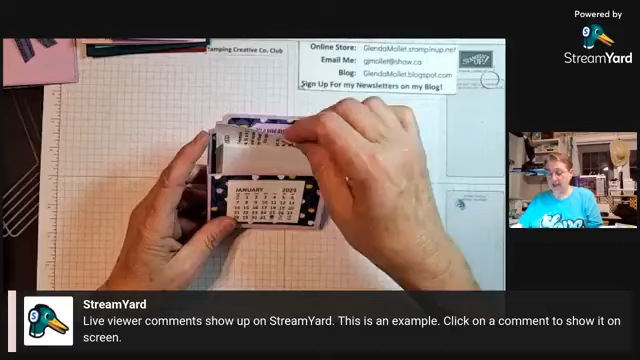 Powered by
StreamYard
Stamping Creative Co. Club
Online Store: GlendaMollet.stampinup.net
Email Me: gjmollet@shaw.ca
Blog: GlendaMollet.blogspot.com
Sign Up For my Newsletters on my Blog!
STAMPIN' UP!
JANUARY 2023
StreamYard
Live viewer comments show up on StreamYard. This is an example. Click on a comment to show it on
screen.